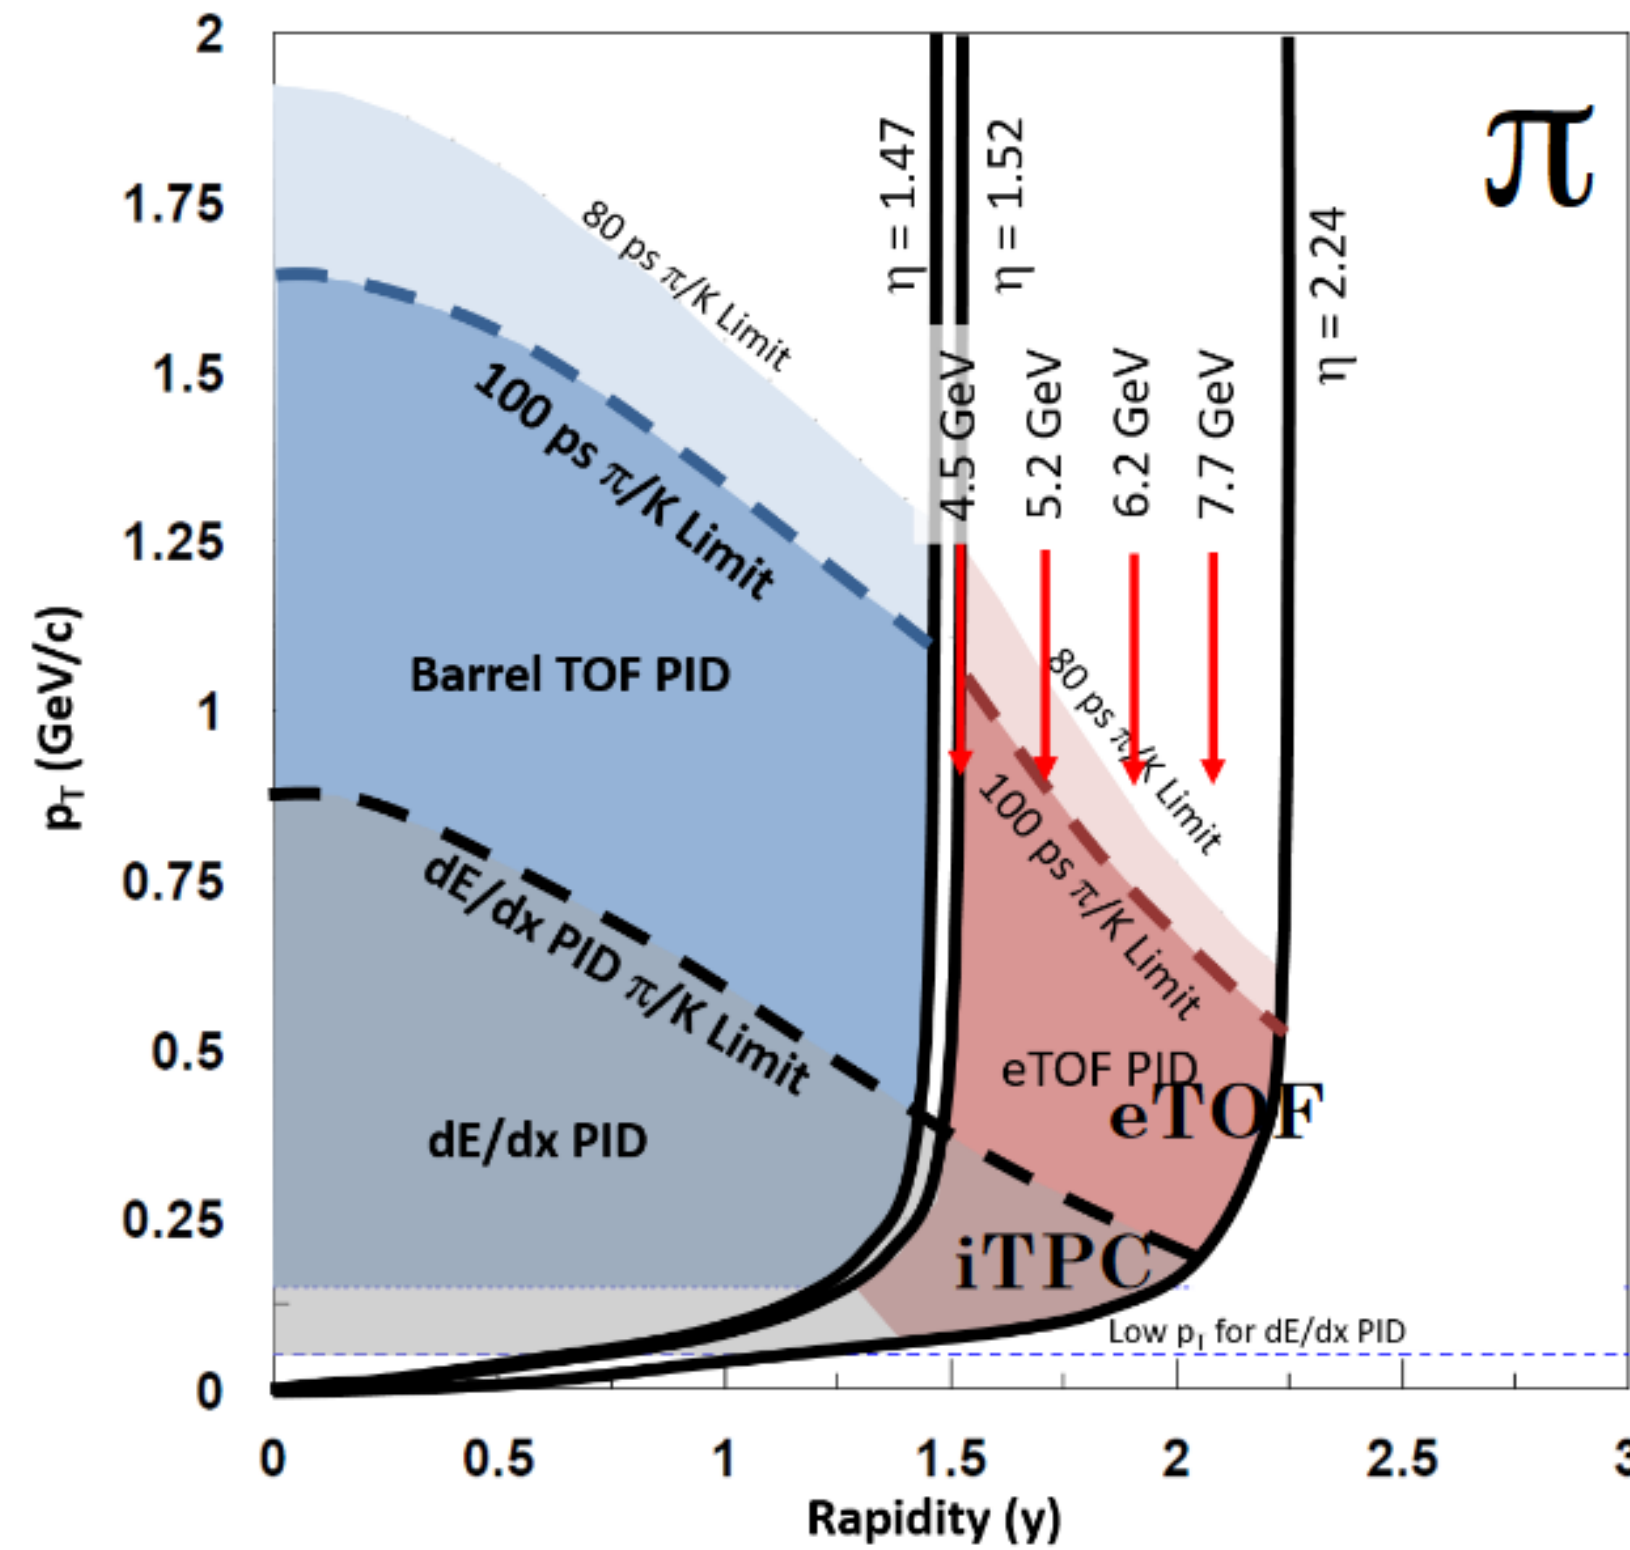 2
1.75
1.5
1.25
1
0.75
0.5
0.25
0
p_T (GeV/c)
π
η = 1.47
η = 1.52
η = 2.24
80 ps π/K Limit
100 ps π/K Limit
4.5 GeV
5.2 GeV
6.2 GeV
7.7 GeV
Barrel TOF PID
80 ps π/K Limit
100 ps π/K Limit
dE/dx PID π/K Limit
eTOF PID
eTOF
dE/dx PID
iTPC
Low p_T for dE/dx PID
0 0.5 1 1.5 2 2.5 3
Rapidity (y)